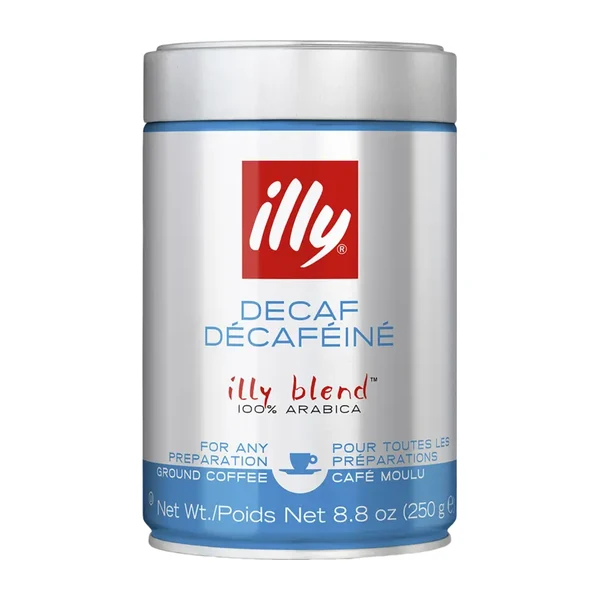 illy®
DECAF
DÉCAFÉINÉ
illy blend™
100% ARABICA
FOR ANY
PREPARATION
GROUND COFFEE
POUR TOUTES LES
PRÉPARATIONS
CAFÉ MOULU
Net Wt./Poids Net 8.8 oz (250 g ℮